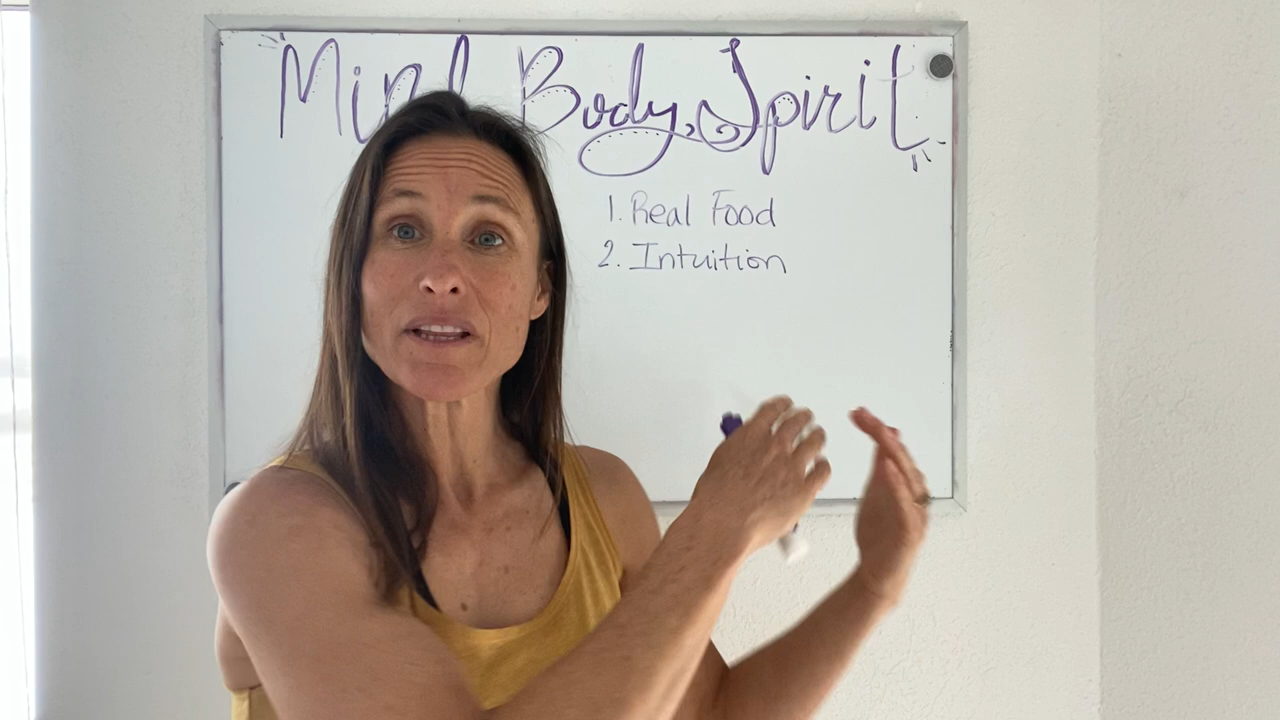 Mind, Body, Spirit
1. Real Food
2. Intuition